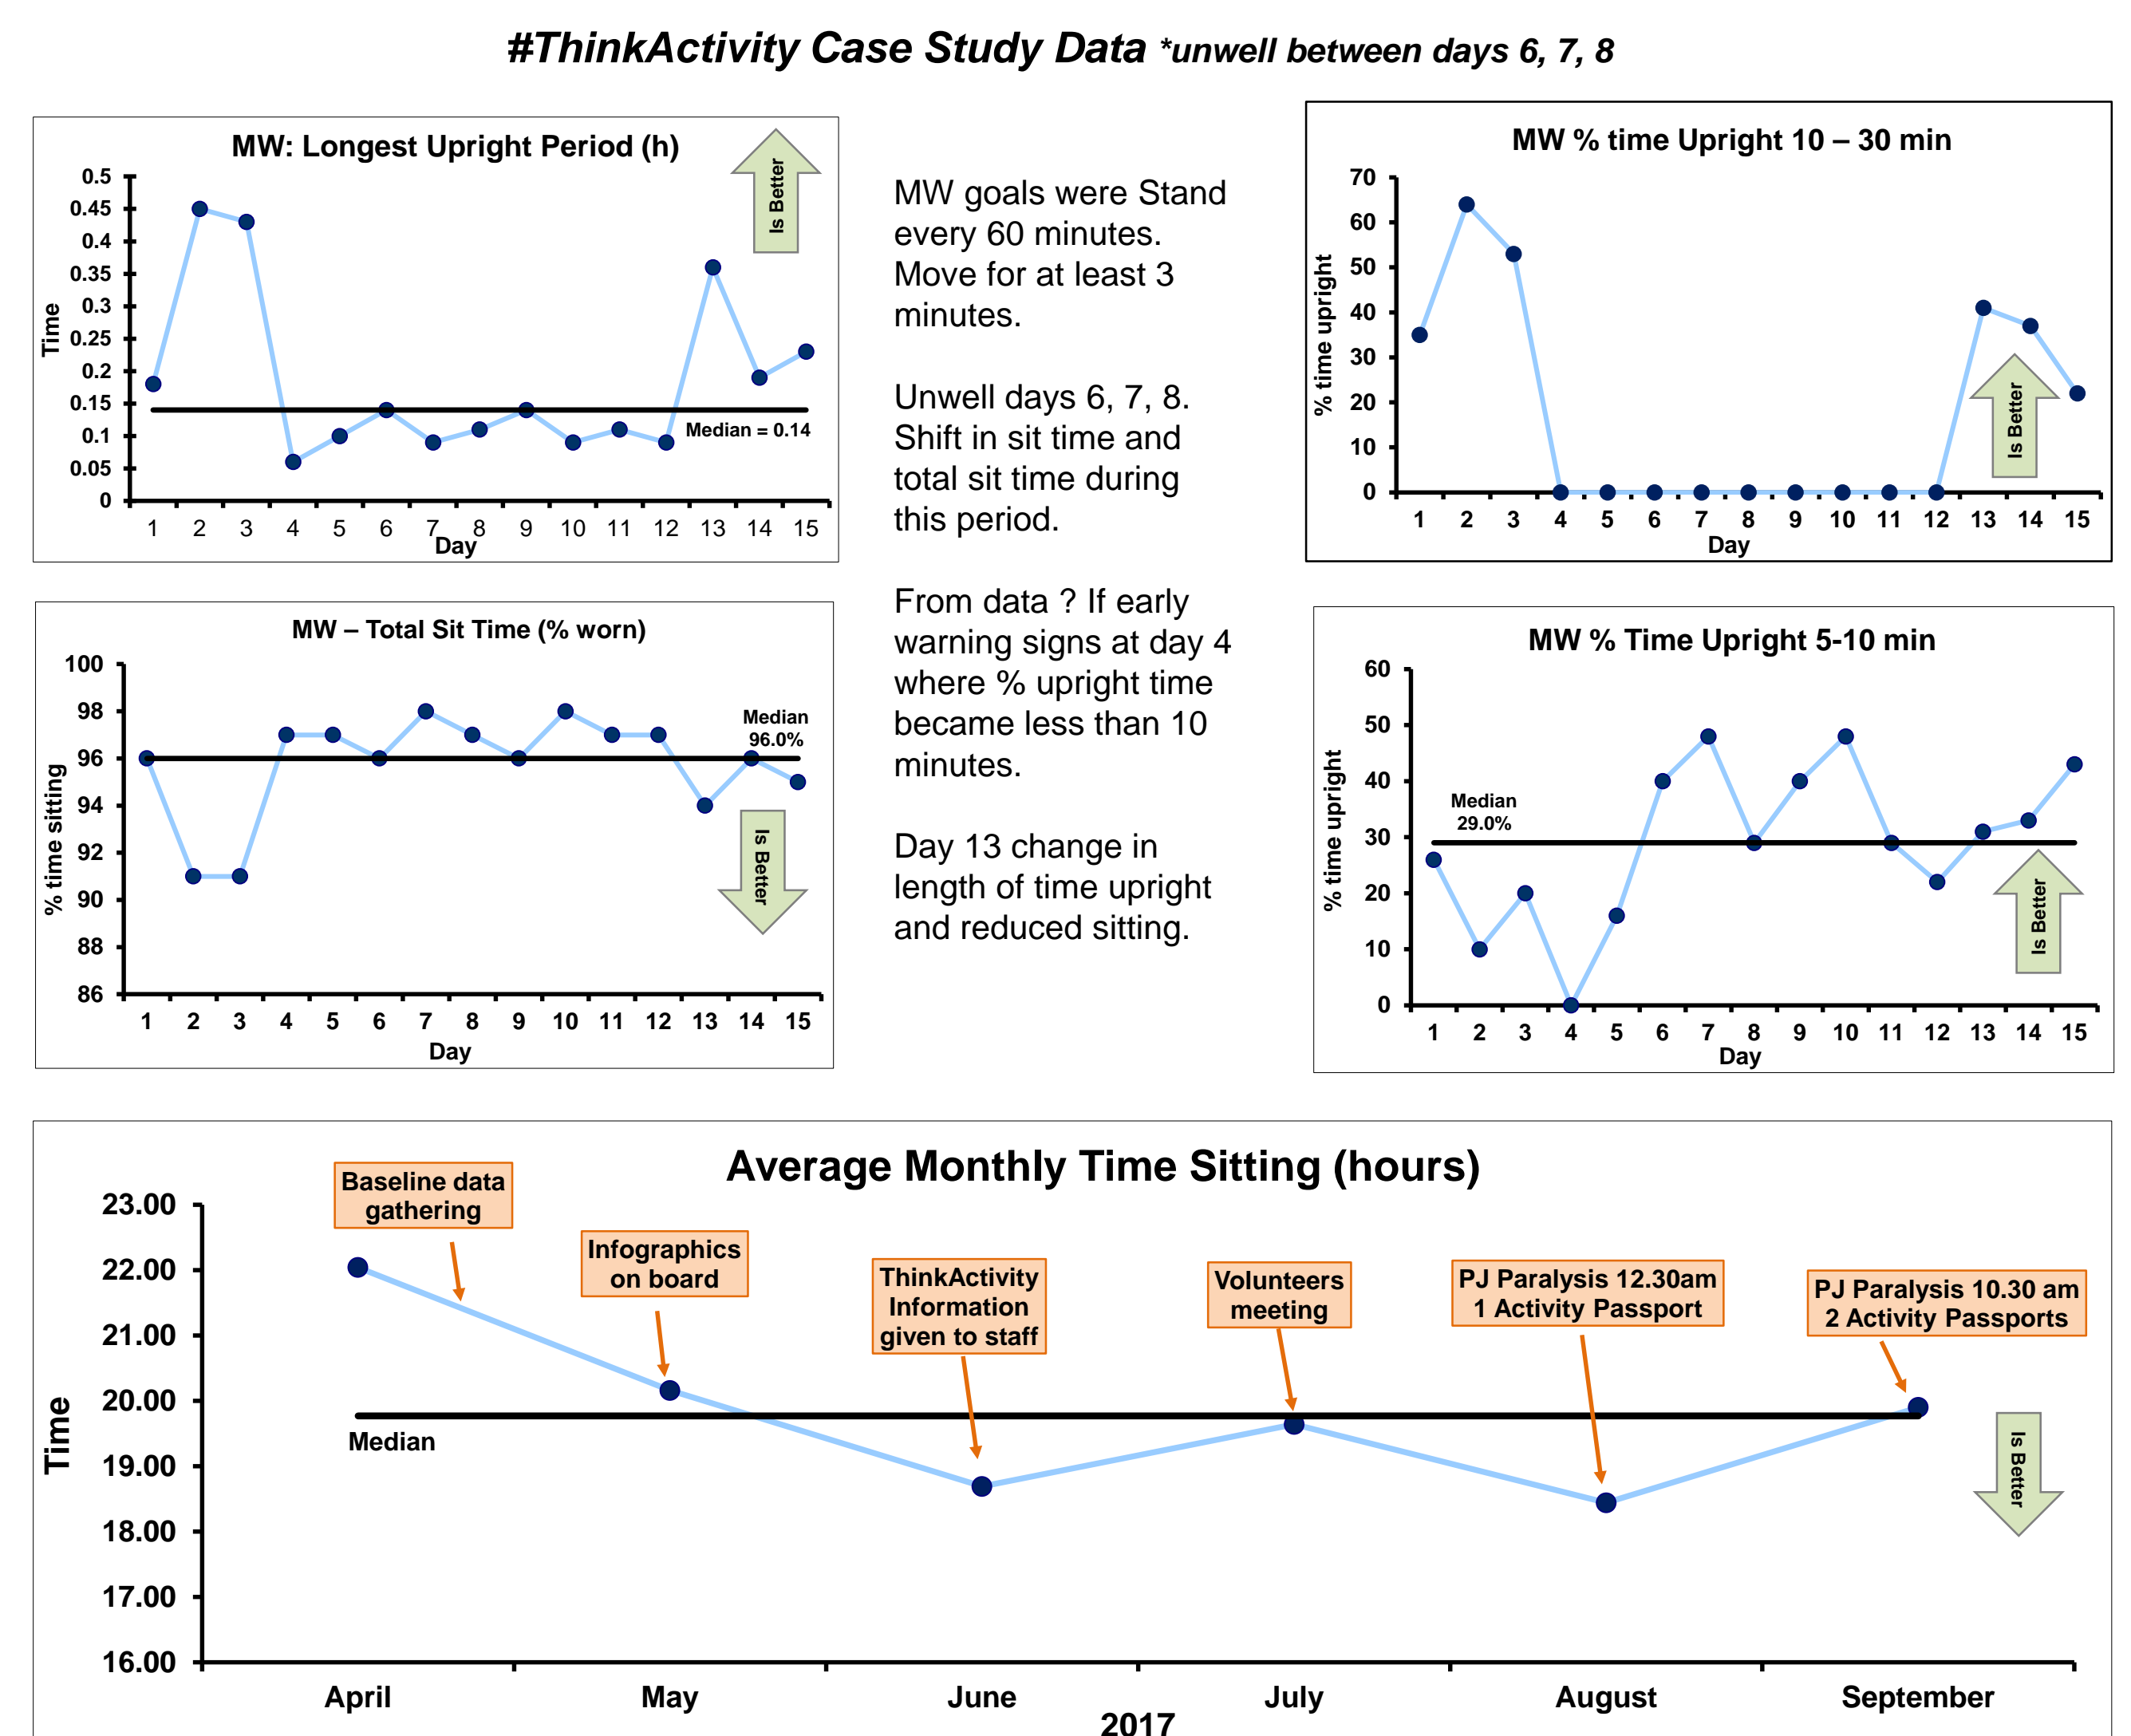 #ThinkActivity Case Study Data *unwell between days 6, 7, 8
MW: Longest Upright Period (h)
Is Better
Time
0.5
0.45
0.4
0.35
0.3
0.25
0.2
0.15
0.1
0.05
0
Median = 0.14
1 2 3 4 5 6 7 8 9 10 11 12 13 14 15
Day
MW – Total Sit Time (% worn)
% time sitting
100
98
96
94
92
90
88
86
Median
96.0%
Is Better
1 2 3 4 5 6 7 8 9 10 11 12 13 14 15
Day
MW goals were Stand
every 60 minutes.
Move for at least 3
minutes.
Unwell days 6, 7, 8.
Shift in sit time and
total sit time during
this period.
From data ? If early
warning signs at day 4
where % upright time
became less than 10
minutes.
Day 13 change in
length of time upright
and reduced sitting.
MW % time Upright 10 – 30 min
% time upright
70
60
50
40
30
20
10
0
Is Better
1 2 3 4 5 6 7 8 9 10 11 12 13 14 15
Day
MW % Time Upright 5-10 min
% time upright
60
50
40
30
20
10
0
Median
29.0%
Is Better
1 2 3 4 5 6 7 8 9 10 11 12 13 14 15
Day
Average Monthly Time Sitting (hours)
Time
23.00
22.00
21.00
20.00
19.00
18.00
17.00
16.00
Baseline data
gathering
Infographics
on board
ThinkActivity
Information
given to staff
Volunteers
meeting
PJ Paralysis 12.30am
1 Activity Passport
PJ Paralysis 10.30 am
2 Activity Passports
Median
Is Better
April May June July August September
2017